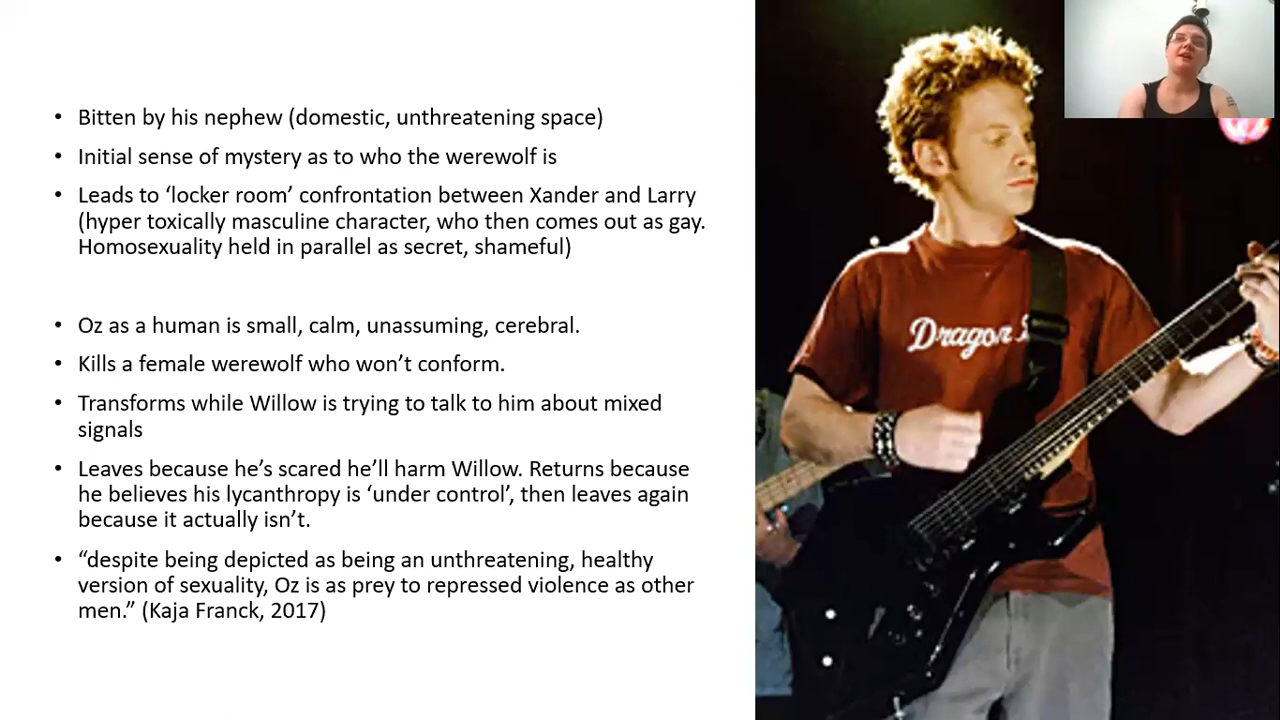 • Bitten by his nephew (domestic, unthreatening space)
• Initial sense of mystery as to who the werewolf is
• Leads to ‘locker room’ confrontation between Xander and Larry
(hyper toxically masculine character, who then comes out as gay.
Homosexuality held in parallel as secret, shameful)
• Oz as a human is small, calm, unassuming, cerebral.
• Kills a female werewolf who won’t conform.
• Transforms while Willow is trying to talk to him about mixed
signals
• Leaves because he’s scared he’ll harm Willow. Returns because
he believes his lycanthropy is ‘under control’, then leaves again
because it actually isn’t.
• “despite being depicted as being an unthreatening, healthy
version of sexuality, Oz is as prey to repressed violence as other
men.” (Kaja Franck, 2017)
Dragon